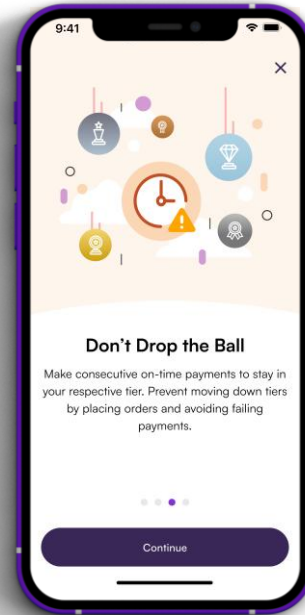 9:41
Don't Drop the Ball
Make consecutive on-time payments to stay in
your respective tier. Prevent moving down tiers
by placing orders and avoiding failing
payments.
Continue